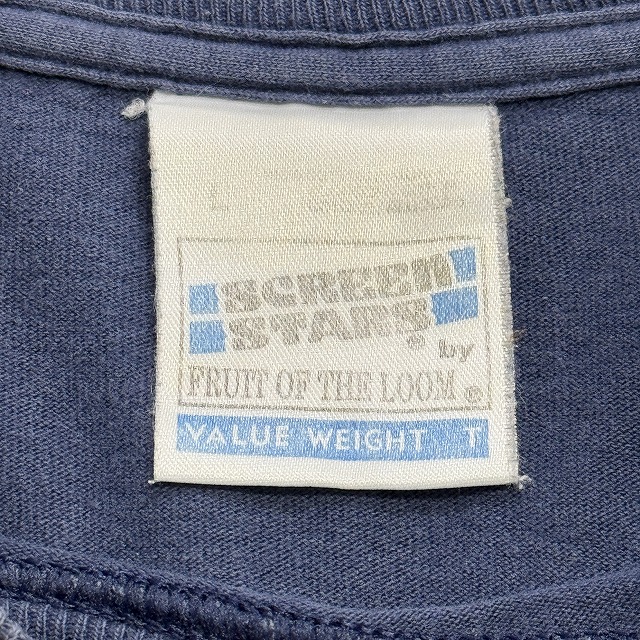 L
SCREEN
STARS®
by
FRUIT OF THE LOOM®
VALUE WEIGHT T